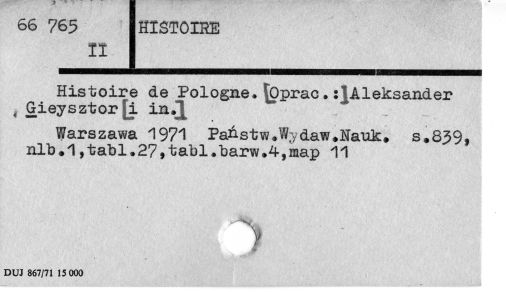 66 765
II
HISTOIRE
Histoire de Pologne. [Oprac.:] Aleksander
Gieysztor [i in.]
Warszawa 1971 Państw.Wydaw.Nauk. s.839,
nlb.1,tabl.27,tabl.barw.4,map 11
DUJ 867/71 15 000